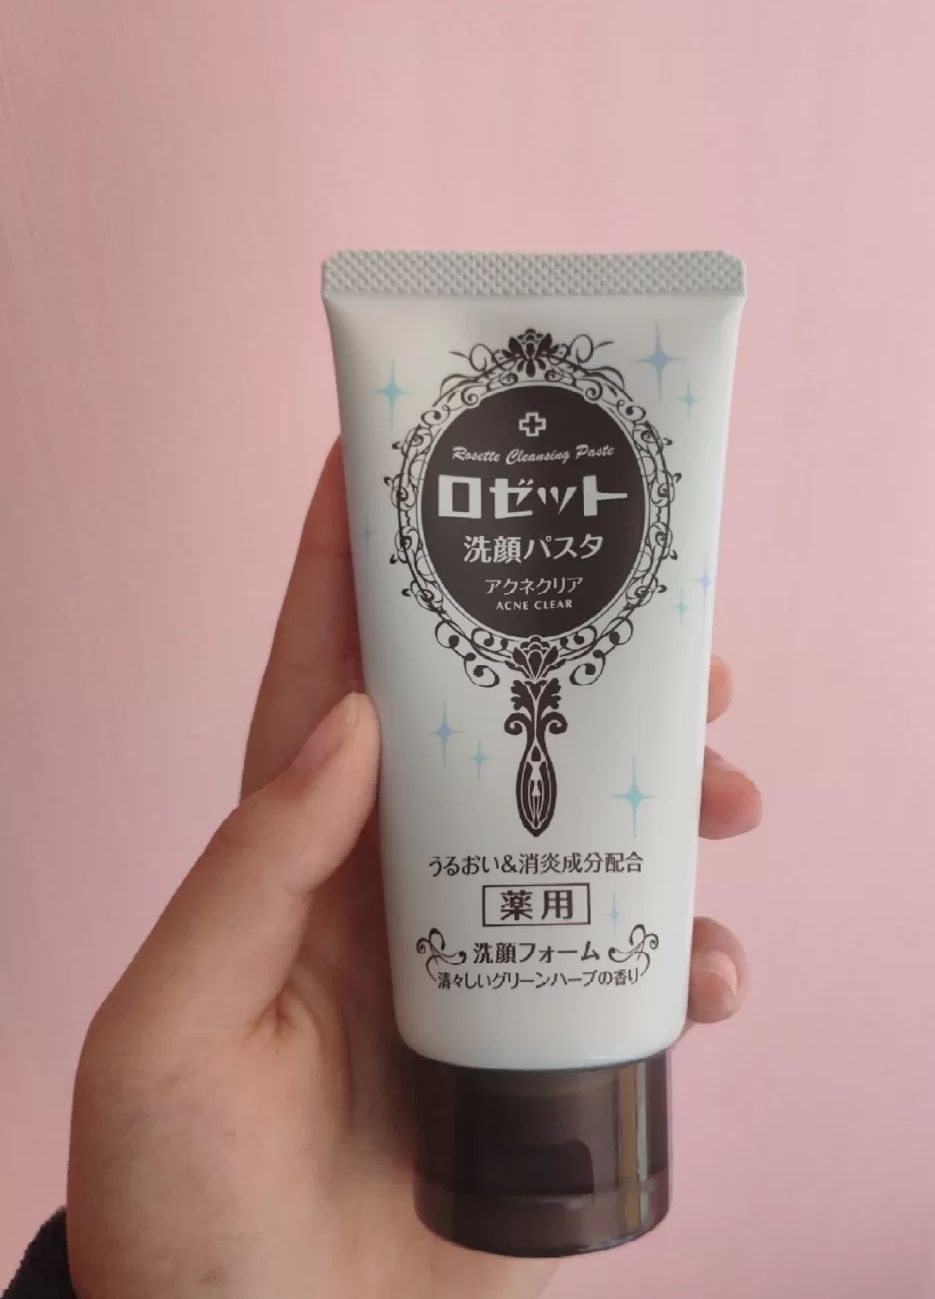 Rosette Cleansing Paste
ロゼット
洗顔パスタ
アクネクリア
ACNE CLEAR
うるおい&消炎成分配合
薬用
洗顔フォーム
清々しいグリーンハーブの香り